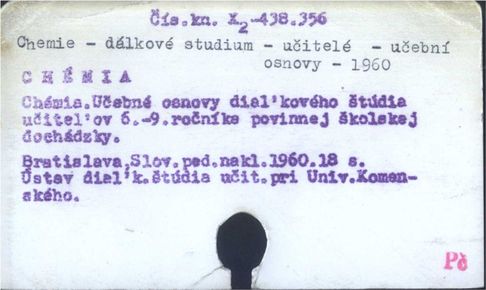 Čís.kn. X2-438.356
Chemie - dálkové studium - učitelé - učební
osnovy - 1960
CHÉMIA
Chémia.Učebné osnovy diaľkového štúdia
učiteľov 6.-9.ročníke povinnej školskej
dochádzky.
Bratislava,Slov.ped.nakl.1960.18 s.
Ústav diaľk.štúdia učit.pri Univ.Komen-
ského.
Pč